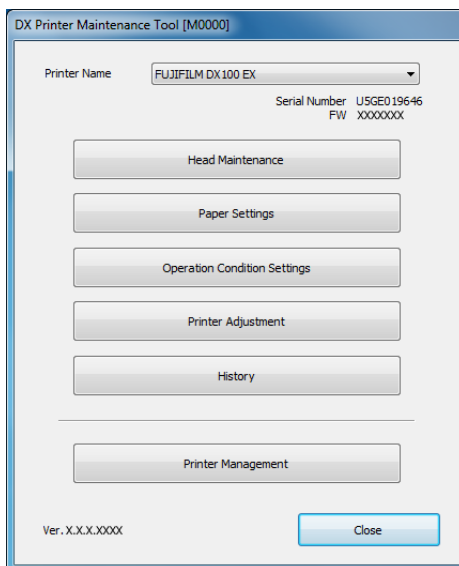 DX Printer Maintenance Tool [M0000]
Printer Name FUJIFILM DX100 EX
Serial Number U5GE019646
FW XXXXXXX
Head Maintenance
Paper Settings
Operation Condition Settings
Printer Adjustment
History
Printer Management
Ver. X.X.X.XXXX Close